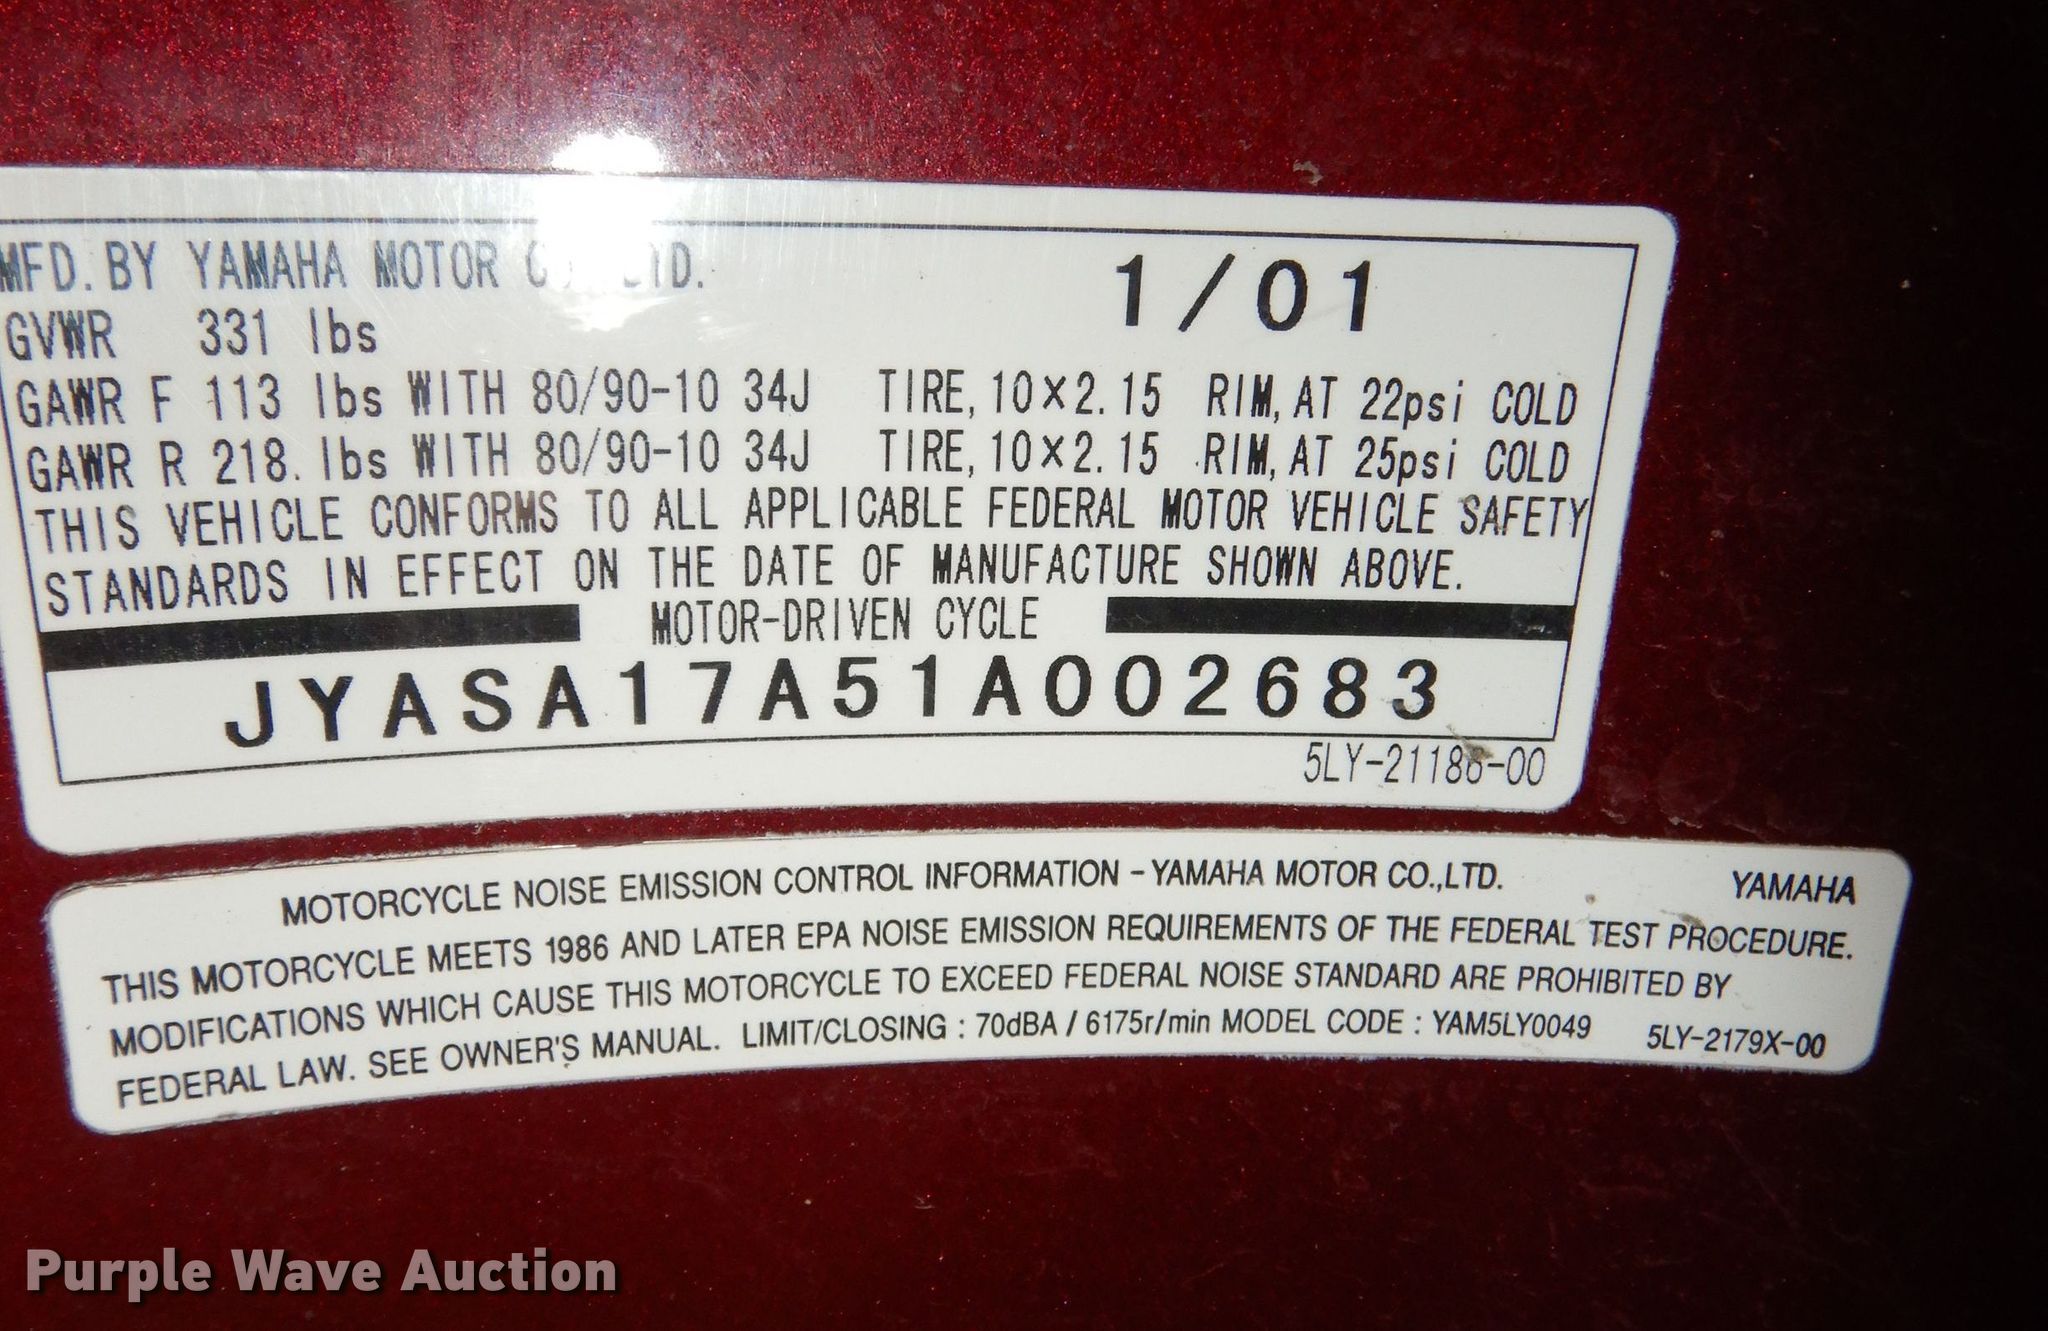 MFD. BY YAMAHA MOTOR CO. LTD. 1/01
GVWR 331 lbs
GAWR F 113 lbs WITH 80/90-10 34J TIRE, 10×2.15 RIM, AT 22psi COLD
GAWR R 218. lbs WITH 80/90-10 34J TIRE, 10×2.15 RIM, AT 25psi COLD
THIS VEHICLE CONFORMS TO ALL APPLICABLE FEDERAL MOTOR VEHICLE SAFETY
STANDARDS IN EFFECT ON THE DATE OF MANUFACTURE SHOWN ABOVE.
MOTOR-DRIVEN CYCLE
JYASA17A51A002683
5LY-21186-00
MOTORCYCLE NOISE EMISSION CONTROL INFORMATION - YAMAHA MOTOR CO.,LTD. YAMAHA
THIS MOTORCYCLE MEETS 1986 AND LATER EPA NOISE EMISSION REQUIREMENTS OF THE FEDERAL TEST PROCEDURE.
MODIFICATIONS WHICH CAUSE THIS MOTORCYCLE TO EXCEED FEDERAL NOISE STANDARD ARE PROHIBITED BY
FEDERAL LAW. SEE OWNER'S MANUAL. LIMIT/CLOSING : 70dBA / 6175r/min MODEL CODE : YAM5LY0049 5LY-2179X-00
Purple Wave Auction